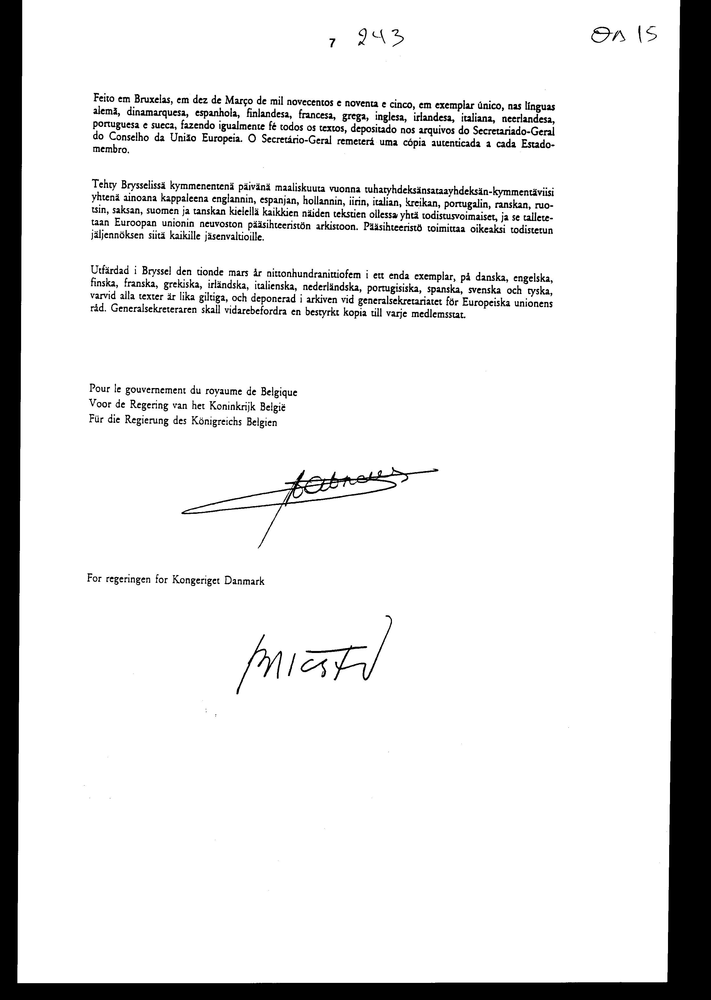 7 243
15
Feito em Bruxelas, em dez de Março de mil novecentos e noventa e cinco, em exemplar único, nas línguas
alemã, dinamarquesa, espanhola, finlandesa, francesa, grega, inglesa, irlandesa, italiana, neerlandesa,
portuguesa e sueca, fazendo igualmente fé todos os textos, depositado nos arquivos do Secretariado-Geral
do Conselho da União Europeia. O Secretário-Geral remeterá uma cópia autenticada a cada Estado-
membro.
Tehty Brysselissä kymmenentenä päivänä maaliskuuta vuonna tuhatyhdeksänsataayhdeksän-kymmentäviisi
yhtenä ainoana kappaleena englannin, espanjan, hollannin, iirin, italian, kreikan, portugalin, ranskan, ruo-
tsin, saksan, suomen ja tanskan kielellä kaikkien näiden tekstien ollessa yhtä todistusvoimaiset, ja se tallete-
taan Euroopan unionin neuvoston pääsihteeristön arkistoon. Pääsihteeristö toimittaa oikeaksi todistetun
jäljennöksen siitä kaikille jäsenvaltioille.
Utfärdad i Bryssel den tionde mars år nittonhundranittiofem i ett enda exemplar, på danska, engelska,
finska, franska, grekiska, irländska, italienska, nederländska, portugisiska, spanska, svenska och tyska,
varvid alla texter är lika giltiga, och deponerad i arkiven vid generalsekretariatet för Europeiska unionens
råd. Generalsekreteraren skall vidarebefordra en bestyrkt kopia till varje medlemsstat.
Pour le gouvernement du royaume de Belgique
Voor de Regering van het Koninkrijk België
Für die Regierung des Königreichs Belgien
For regeringen for Kongeriget Danmark